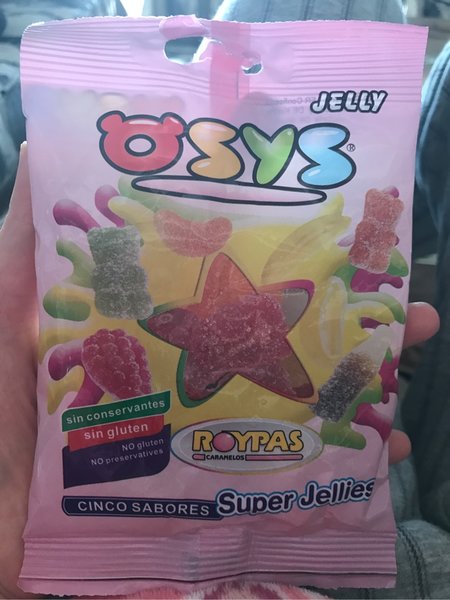 JELLY
OSYS®
sin conservantes
sin gluten
NO gluten
NO preservatives
ROYPAS
CARAMELOS
CINCO SABORES
Super Jellies